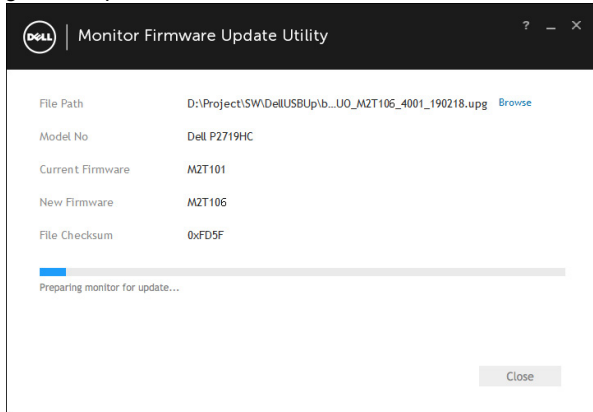 DELL
Monitor Firmware Update Utility
? _ X
File Path D:\Project\SW\DellUSBUp\b...UO_M2T106_4001_190218.upg Browse
Model No Dell P2719HC
Current Firmware M2T101
New Firmware M2T106
File Checksum 0xFD5F
Preparing monitor for update...
Close